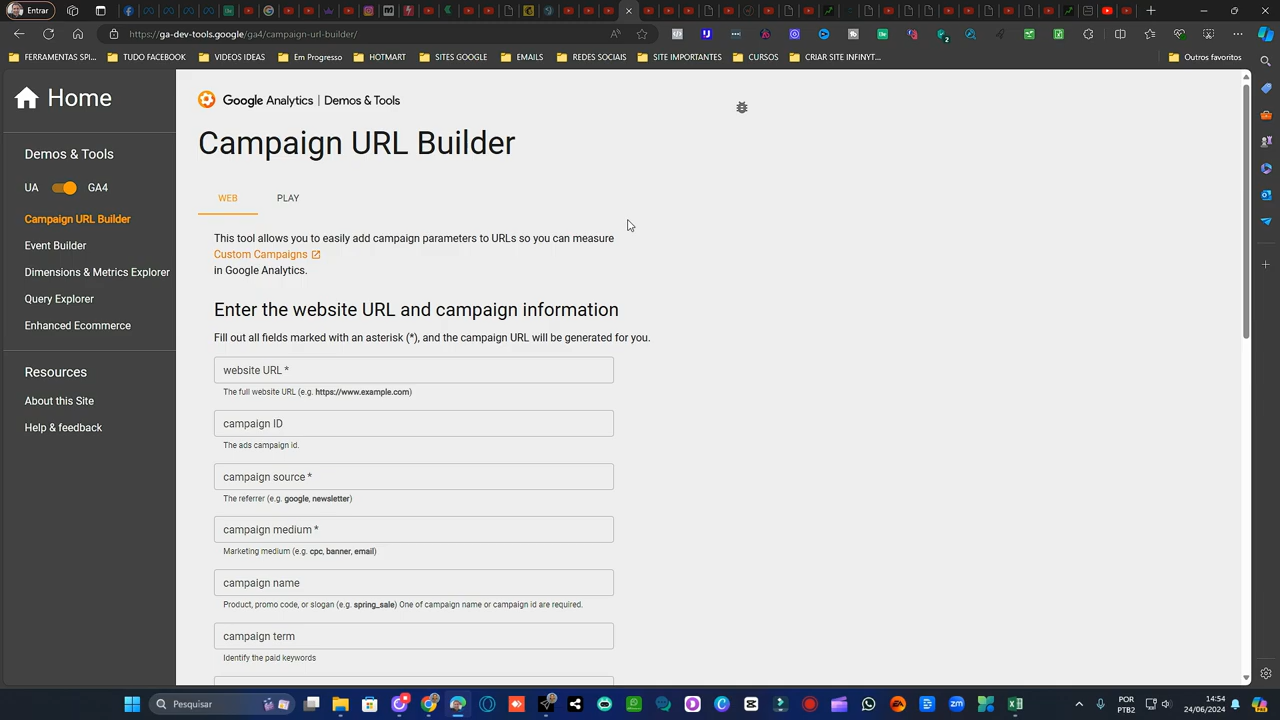 Entrar
https://ga-dev-tools.google/ga4/campaign-url-builder/
FERRAMENTAS SPI...
TUDO FACEBOOK
VIDEOS IDEAS
Em Progresso
HOTMART
SITES GOOGLE
EMAILS
REDES SOCIAIS
SITE IMPORTANTES
CURSOS
CRIAR SITE INFINYT...
Outros favoritos
Home
Google Analytics | Demos & Tools
Campaign URL Builder
Demos & Tools
UA GA4
Campaign URL Builder
Event Builder
Dimensions & Metrics Explorer
Query Explorer
Enhanced Ecommerce
Resources
About this Site
Help & feedback
WEB PLAY
This tool allows you to easily add campaign parameters to URLs so you can measure
Custom Campaigns
in Google Analytics.
Enter the website URL and campaign information
Fill out all fields marked with an asterisk (*), and the campaign URL will be generated for you.
website URL *
The full website URL (e.g. https://www.example.com)
campaign ID
The ads campaign id.
campaign source *
The referrer (e.g. google, newsletter)
campaign medium *
Marketing medium (e.g. cpc, banner, email)
campaign name
Product, promo code, or slogan (e.g. spring_sale) One of campaign name or campaign id are required.
campaign term
Identify the paid keywords
Pesquisar
POR
PTB2
14:54
24/06/2024